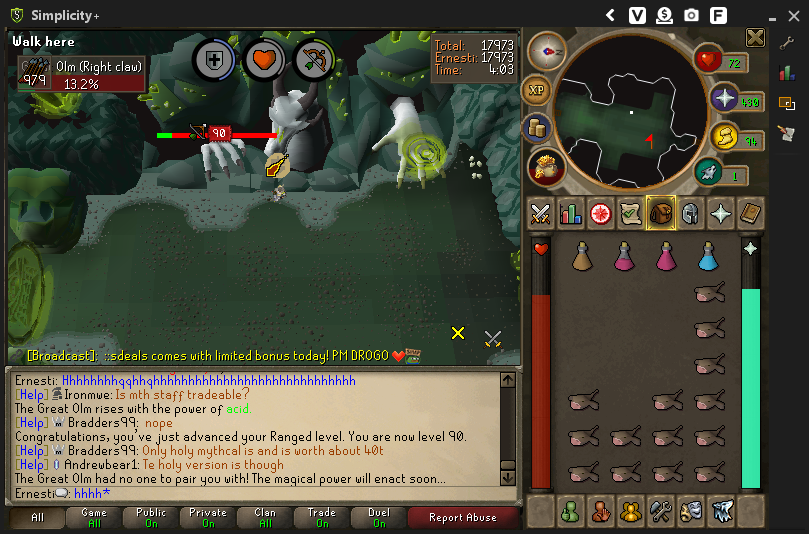 Simplicity+
V
F
Walk here
Olm (Right claw)
979
13.2%
Total: 17973
Ernesti: 17973
Time: 4:03
90
72
XP
430
94
1
[Broadcast]: ::sdeals comes with limited bonus today! PM DROGO
Ernesti: Hhhhhhhhqqhhqhhhhhhhhhhhhhhhhhhhhhhhhhhhhhhh
[Help] Ironmwe: Is mth staff tradeable?
The Great Olm rises with the power of acid.
[Help] Bradders99: nope
Congratulations, you've just advanced your Ranged level. You are now level 90.
[Help] Bradders99: Only holy mythcal is and is worth about 40t
[Help] Andrewbear1: Te holy version is though
The Great Olm had no one to pair you with! The magical power will enact soon...
Ernesti: hhhh*
All
Game
All
Public
On
Private
On
Clan
All
Trade
On
Duel
On
Report Abuse